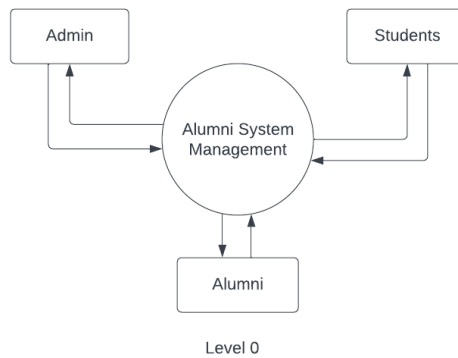 Admin
Students
Alumni System
Management
Alumni
Level 0